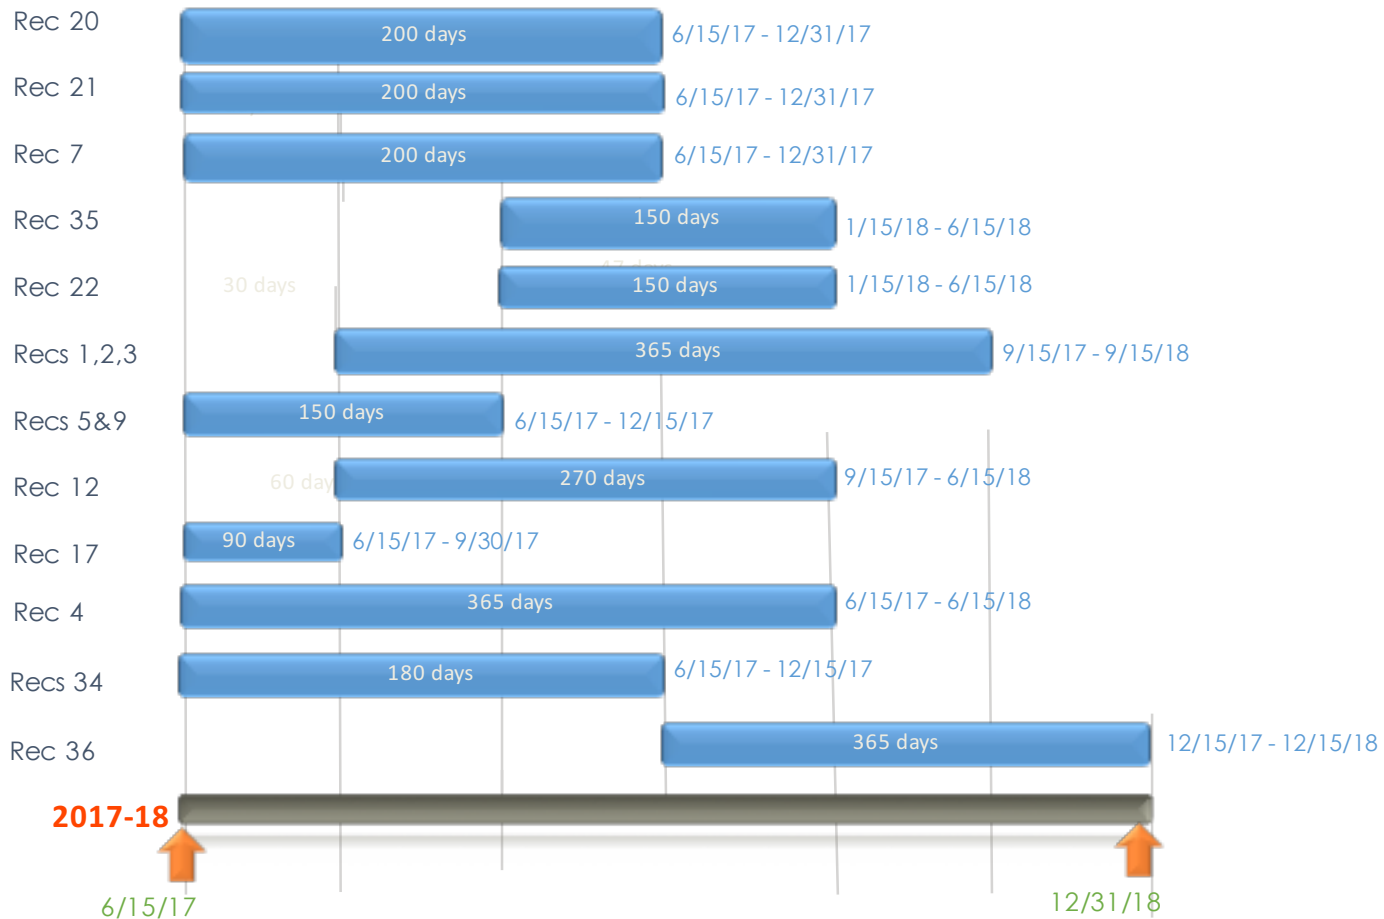 Rec 20 200 days 6/15/17 - 12/31/17
Rec 21 200 days 6/15/17 - 12/31/17
Rec 7 200 days 6/15/17 - 12/31/17
Rec 35 150 days 1/15/18 - 6/15/18
Rec 22 30 days 150 days 1/15/18 - 6/15/18
Recs 1,2,3 365 days 9/15/17 - 9/15/18
Recs 5&9 150 days 6/15/17 - 12/15/17
Rec 12 60 day 270 days 9/15/17 - 6/15/18
Rec 17 90 days 6/15/17 - 9/30/17
Rec 4 365 days 6/15/17 - 6/15/18
Recs 34 180 days 6/15/17 - 12/15/17
Rec 36 365 days 12/15/17 - 12/15/18
2017-18
6/15/17 12/31/18